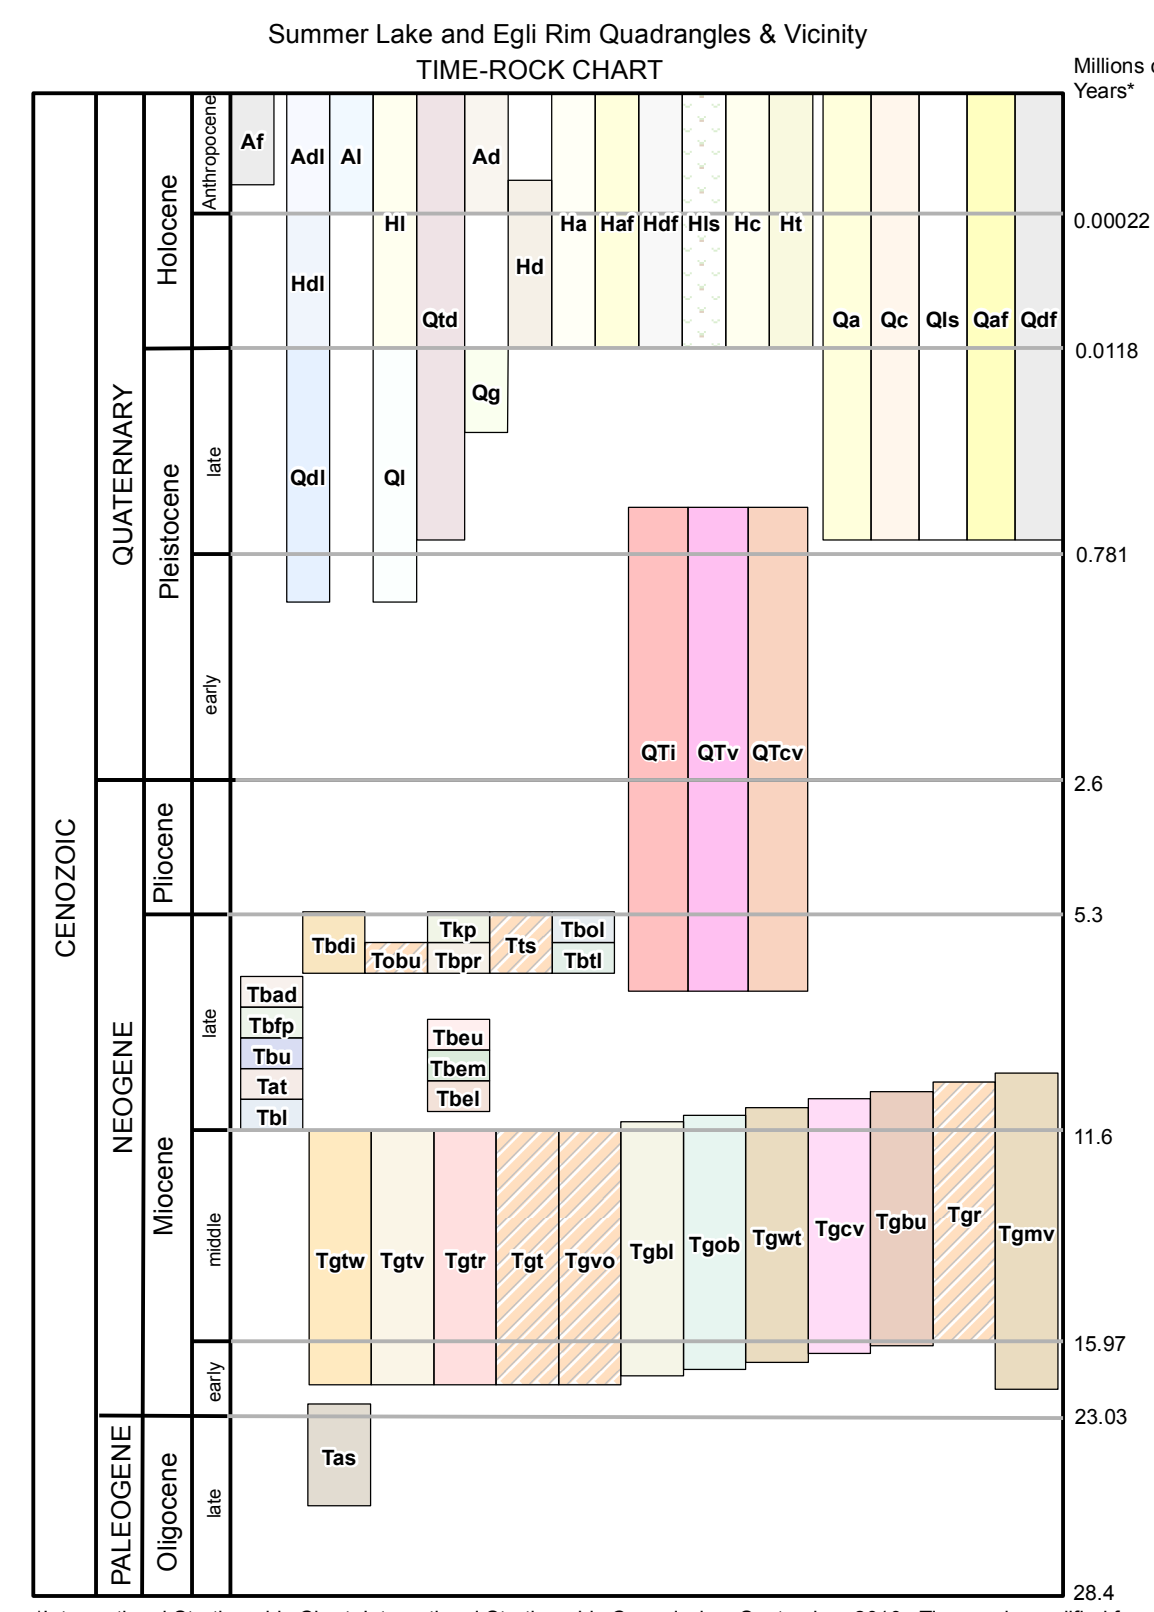 Summer Lake and Egli Rim Quadrangles & Vicinity
TIME-ROCK CHART
Millions
Years*
CENOZOIC
QUATERNARY
NEOGENE
PALEOGENE
Holocene
Pleistocene
Pliocene
Miocene
Oligocene
Anthropocene
late
early
late
middle
early
late
Af
Adl
Al
Ad
Hl
Ha
Haf
Hdf
Hls
Hc
Ht
Hdl
Hd
Qtd
Qa
Qc
Qls
Qaf
Qdf
Qg
Qdl
Ql
QTi
QTv
QTcv
Tbdi
Tobu
Tkp
Tbpr
Tts
Tbol
Tbtl
Tbad
Tbfp
Tbu
Tat
Tbl
Tbeu
Tbem
Tbel
Tgtw
Tgtv
Tgtr
Tgt
Tgvo
Tgbl
Tgob
Tgwt
Tgcv
Tgbu
Tgr
Tgmv
Tas
0.00022
0.0118
0.781
2.6
5.3
11.6
15.97
23.03
28.4